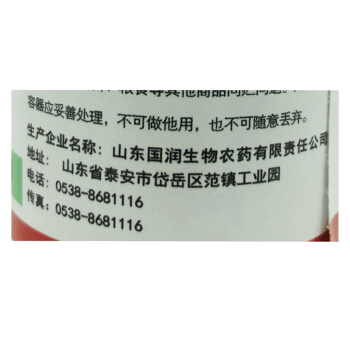 粮食等其他商品同贮同运。
容器应妥善处理，不可做他用，也不可随意丢弃。
生产企业名称：山东国润生物农药有限责任公司
地址：山东省泰安市岱岳区范镇工业园
电话：0538-8681116
传真：0538-8681116